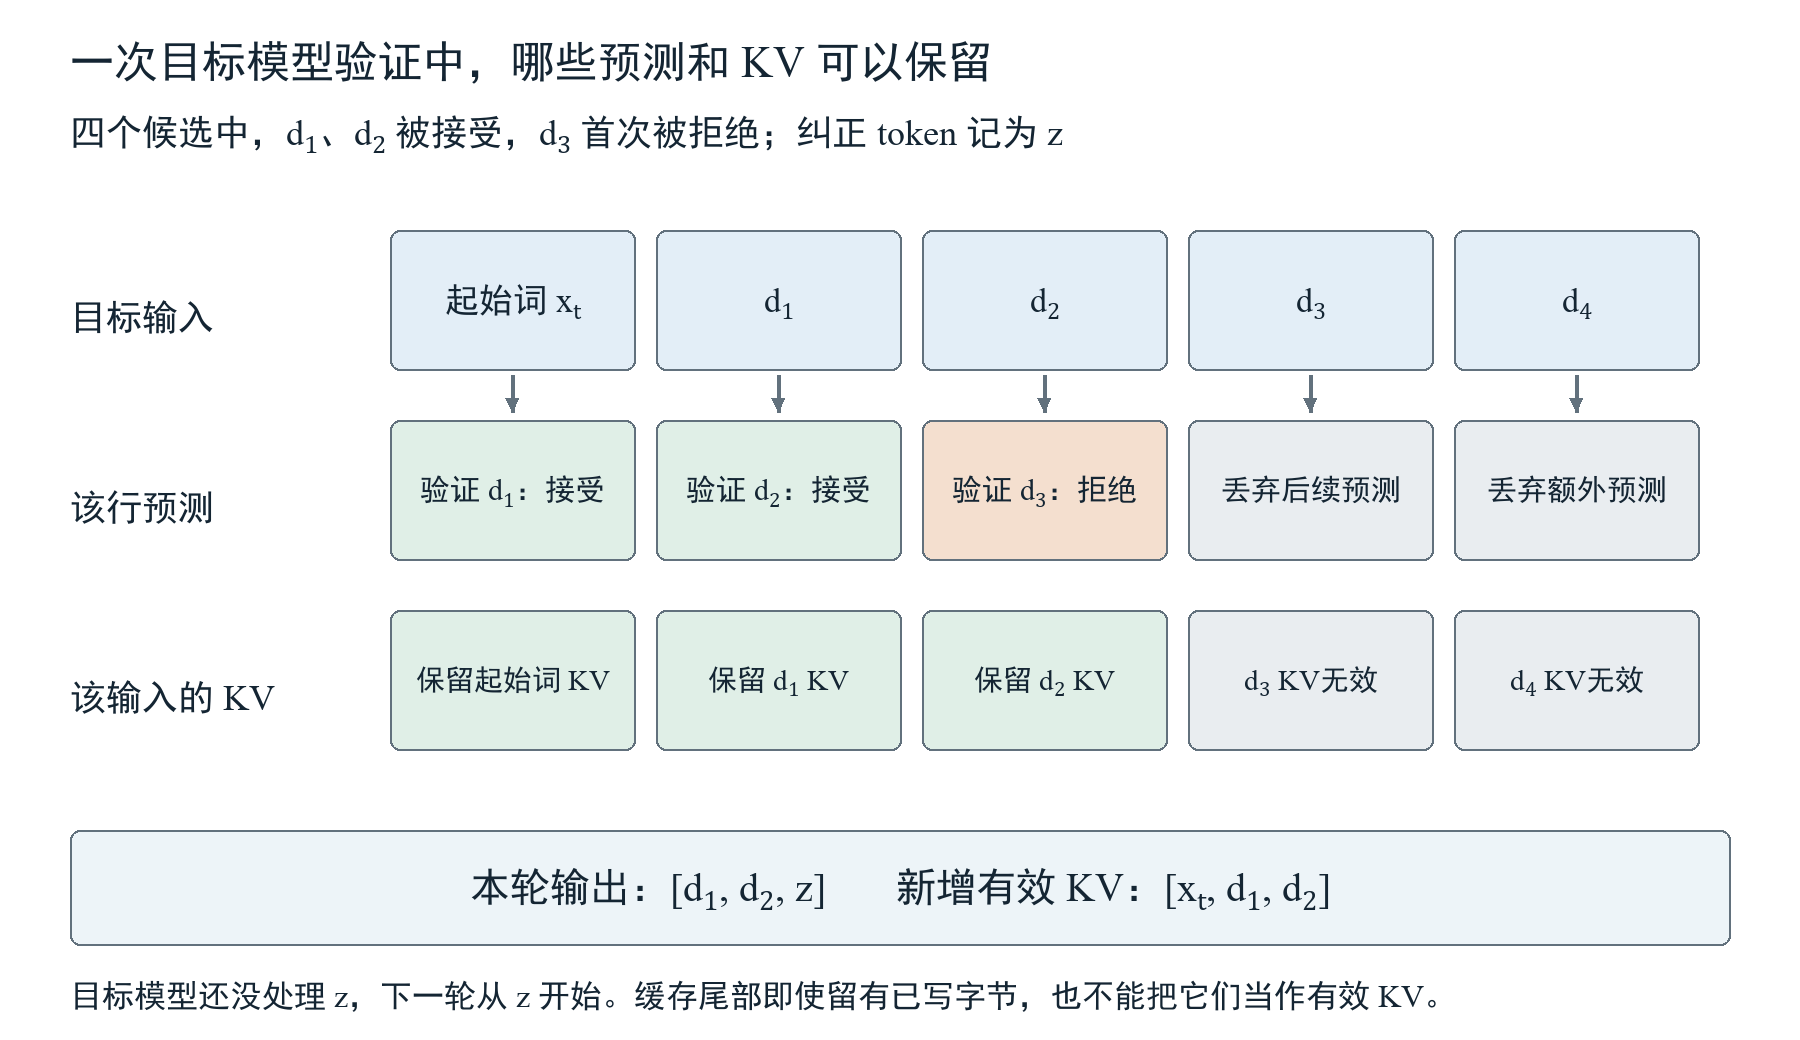 一次目标模型验证中，哪些预测和 KV 可以保留
四个候选中，d₁、d₂ 被接受，d₃ 首次被拒绝；纠正 token 记为 z
目标输入
起始词 xₜ
d₁
d₂
d₃
d₄
该行预测
验证 d₁：接受
验证 d₂：接受
验证 d₃：拒绝
丢弃后续预测
丢弃额外预测
该输入的 KV
保留起始词 KV
保留 d₁ KV
保留 d₂ KV
d₃ KV无效
d₄ KV无效
本轮输出：[d₁, d₂, z] 新增有效 KV：[xₜ, d₁, d₂]
目标模型还没处理 z，下一轮从 z 开始。缓存尾部即使留有已写字节，也不能把它们当作有效 KV。